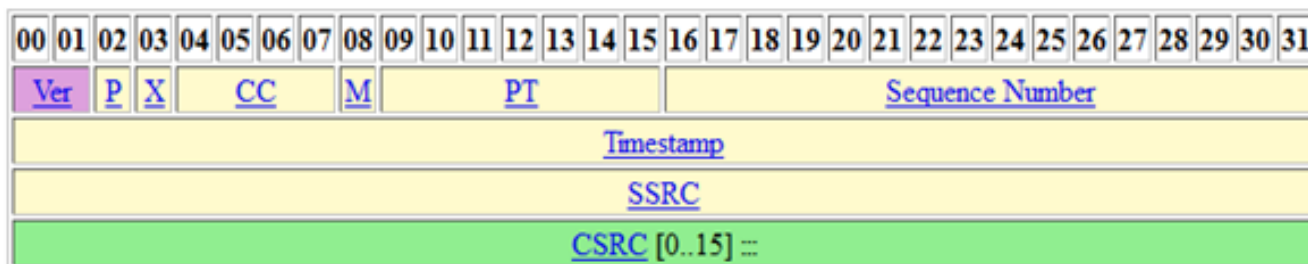 00 01 02 03 04 05 06 07 08 09 10 11 12 13 14 15 16 17 18 19 20 21 22 23 24 25 26 27 28 29 30 31
Ver P X CC M PT Sequence Number
Timestamp
SSRC
CSRC [0..15] :::